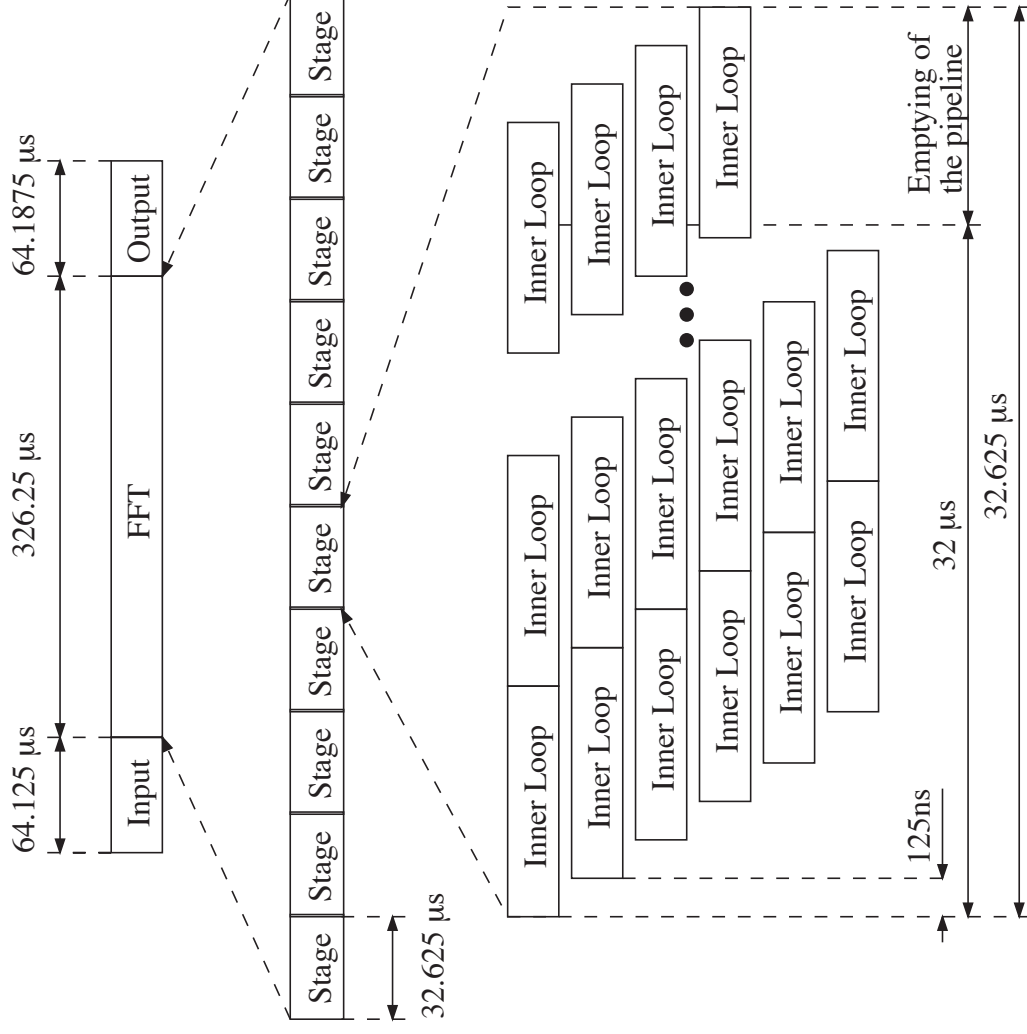 64.125 µs 326.25 µs 64.1875 µs
Input FFT Output
Stage Stage Stage Stage Stage Stage Stage Stage Stage Stage
32.625 µs
Inner Loop Inner Loop Inner Loop
Inner Loop Inner Loop Inner Loop
Inner Loop Inner Loop Inner Loop
Inner Loop Inner Loop Inner Loop
Inner Loop Inner Loop
Inner Loop Inner Loop
125ns
Emptying of
the pipeline
32 µs
32.625 µs